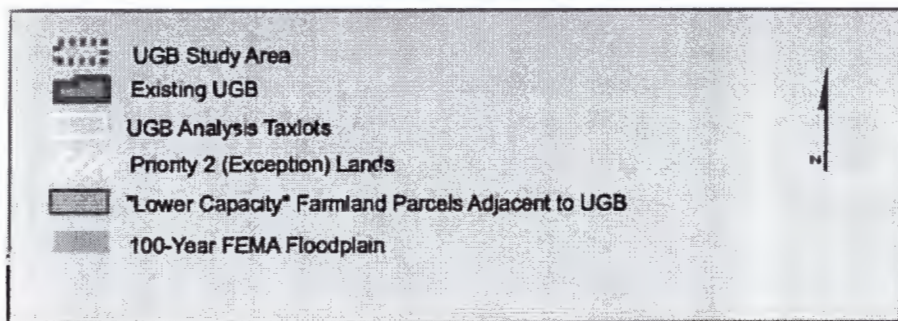 UGB Study Area
Existing UGB
UGB Analysis Taxlots
Priority 2 (Exception) Lands
"Lower Capacity" Farmland Parcels Adjacent to UGB
100-Year FEMA Floodplain
N